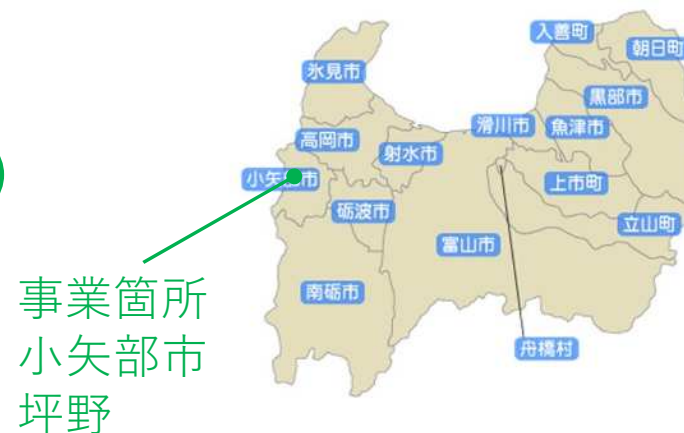 入善町
朝日町
氷見市
黒部市
滑川市
魚津市
高岡市
射水市
小矢部市
上市町
砺波市
立山町
富山市
南砺市
舟橋村
事業箇所
小矢部市
坪野